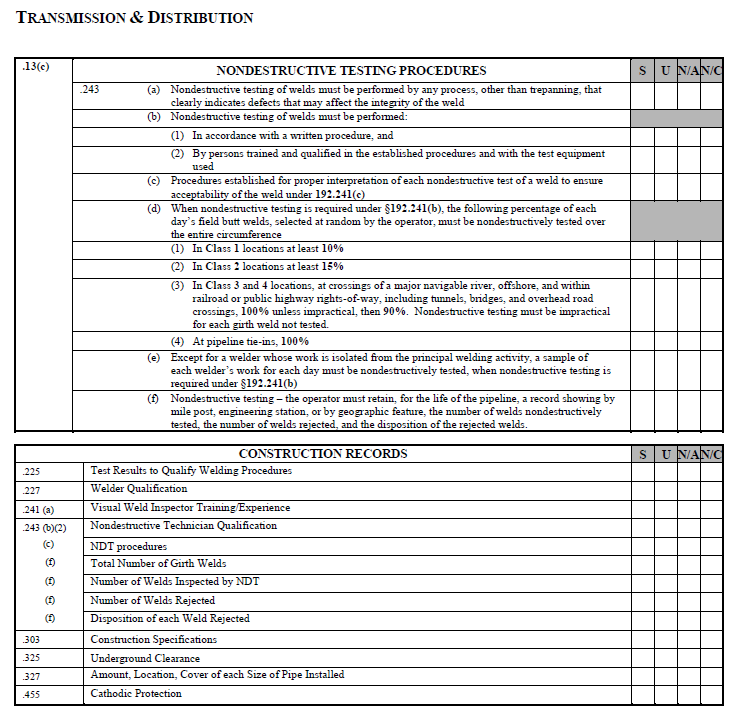 TRANSMISSION & DISTRIBUTION
.13(c) NONDESTRUCTIVE TESTING PROCEDURES S U N/A N/C
.243 (a) Nondestructive testing of welds must be performed by any process, other than trepanning, that
clearly indicates defects that may affect the integrity of the weld
(b) Nondestructive testing of welds must be performed:
(1) In accordance with a written procedure, and
(2) By persons trained and qualified in the established procedures and with the test equipment
used
(c) Procedures established for proper interpretation of each nondestructive test of a weld to ensure
acceptability of the weld under 192.241(c)
(d) When nondestructive testing is required under §192.241(b), the following percentage of each
day's field butt welds, selected at random by the operator, must be nondestructively tested over
the entire circumference
(1) In Class 1 locations at least 10%
(2) In Class 2 locations at least 15%
(3) In Class 3 and 4 locations, at crossings of a major navigable river, offshore, and within
railroad or public highway rights-of-way, including tunnels, bridges, and overhead road
crossings, 100% unless impractical, then 90%. Nondestructive testing must be impractical
for each girth weld not tested.
(4) At pipeline tie-ins, 100%
(e) Except for a welder whose work is isolated from the principal welding activity, a sample of
each welder's work for each day must be nondestructively tested, when nondestructive testing is
required under §192.241(b)
(f) Nondestructive testing – the operator must retain, for the life of the pipeline, a record showing by
mile post, engineering station, or by geographic feature, the number of welds nondestructively
tested, the number of welds rejected, and the disposition of the rejected welds.
CONSTRUCTION RECORDS S U N/A N/C
.225 Test Results to Qualify Welding Procedures
.227 Welder Qualification
.241 (a) Visual Weld Inspector Training/Experience
.243 (b)(2) Nondestructive Technician Qualification
(c) NDT procedures
(f) Total Number of Girth Welds
(f) Number of Welds Inspected by NDT
(f) Number of Welds Rejected
(f) Disposition of each Weld Rejected
.303 Construction Specifications
.325 Underground Clearance
.327 Amount, Location, Cover of each Size of Pipe Installed
.455 Cathodic Protection